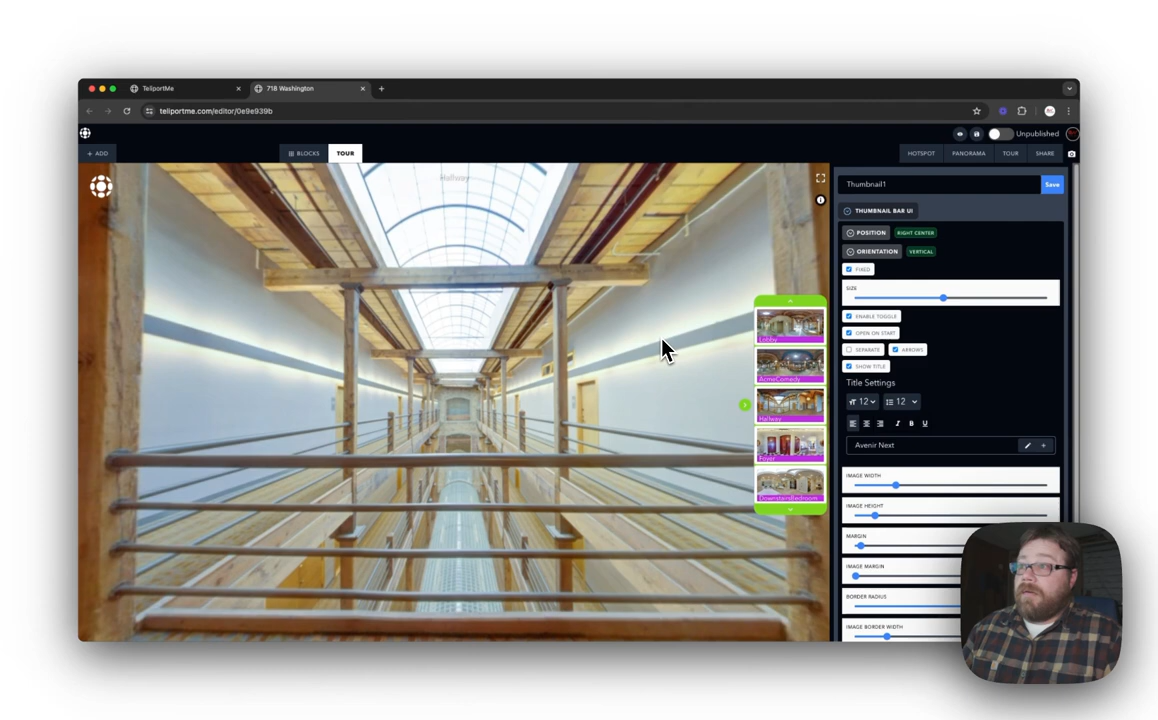 TeliportMe
718 Washington
teliportme.com/editor/0e9e939b
Unpublished
+ ADD
BLOCKS
TOUR
HOTSPOT
PANORAMA
TOUR
SHARE
Hallway
Thumbnail1
Save
THUMBNAIL BAR UI
POSITION
RIGHT CENTER
ORIENTATION
VERTICAL
FIXED
SIZE
ENABLE TOGGLE
OPEN ON START
SEPARATE
ARROWS
SHOW TITLE
Title Settings
12
12
I B U
Avenir Next
IMAGE WIDTH
IMAGE HEIGHT
MARGIN
IMAGE MARGIN
BORDER RADIUS
IMAGE BORDER WIDTH
Lobby
AcmeComedy
Hallway
Foyer
DownstairsBedroom